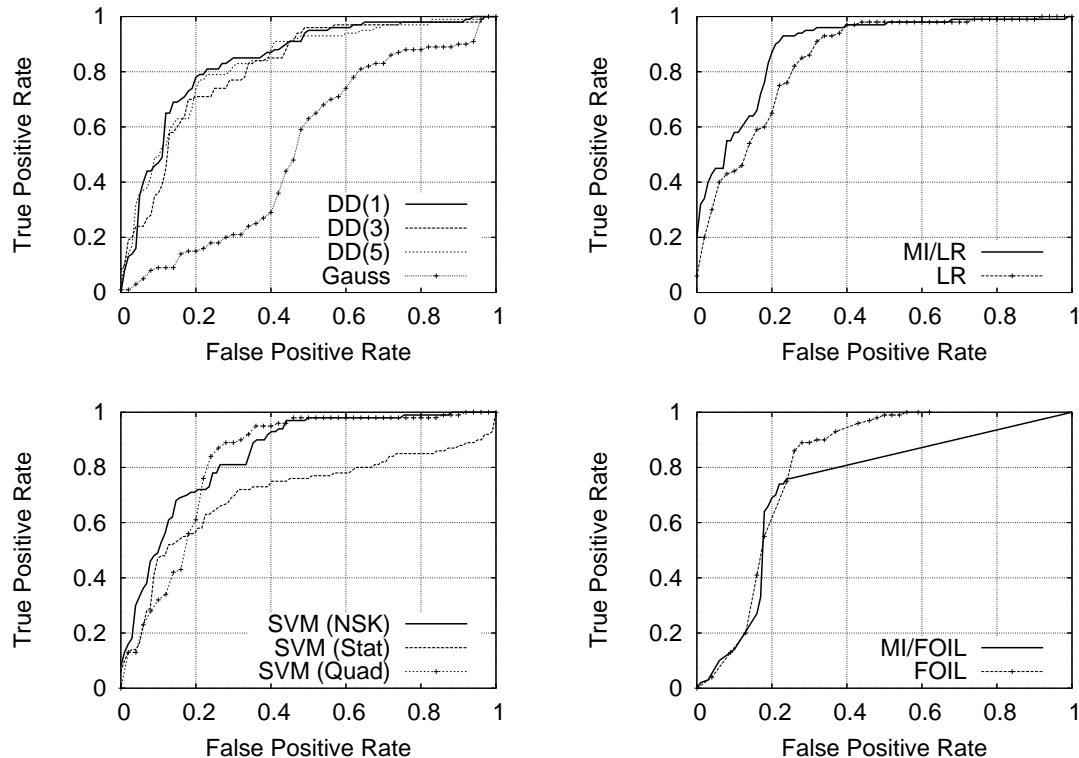 1
0.8
0.6
0.4
0.2
0
True Positive Rate
DD(1)
DD(3)
DD(5)
Gauss
0 0.2 0.4 0.6 0.8 1
False Positive Rate
1
0.8
0.6
0.4
0.2
0
True Positive Rate
MI/LR
LR
0 0.2 0.4 0.6 0.8 1
False Positive Rate
1
0.8
0.6
0.4
0.2
0
True Positive Rate
SVM (NSK)
SVM (Stat)
SVM (Quad)
0 0.2 0.4 0.6 0.8 1
False Positive Rate
1
0.8
0.6
0.4
0.2
0
True Positive Rate
MI/FOIL
FOIL
0 0.2 0.4 0.6 0.8 1
False Positive Rate